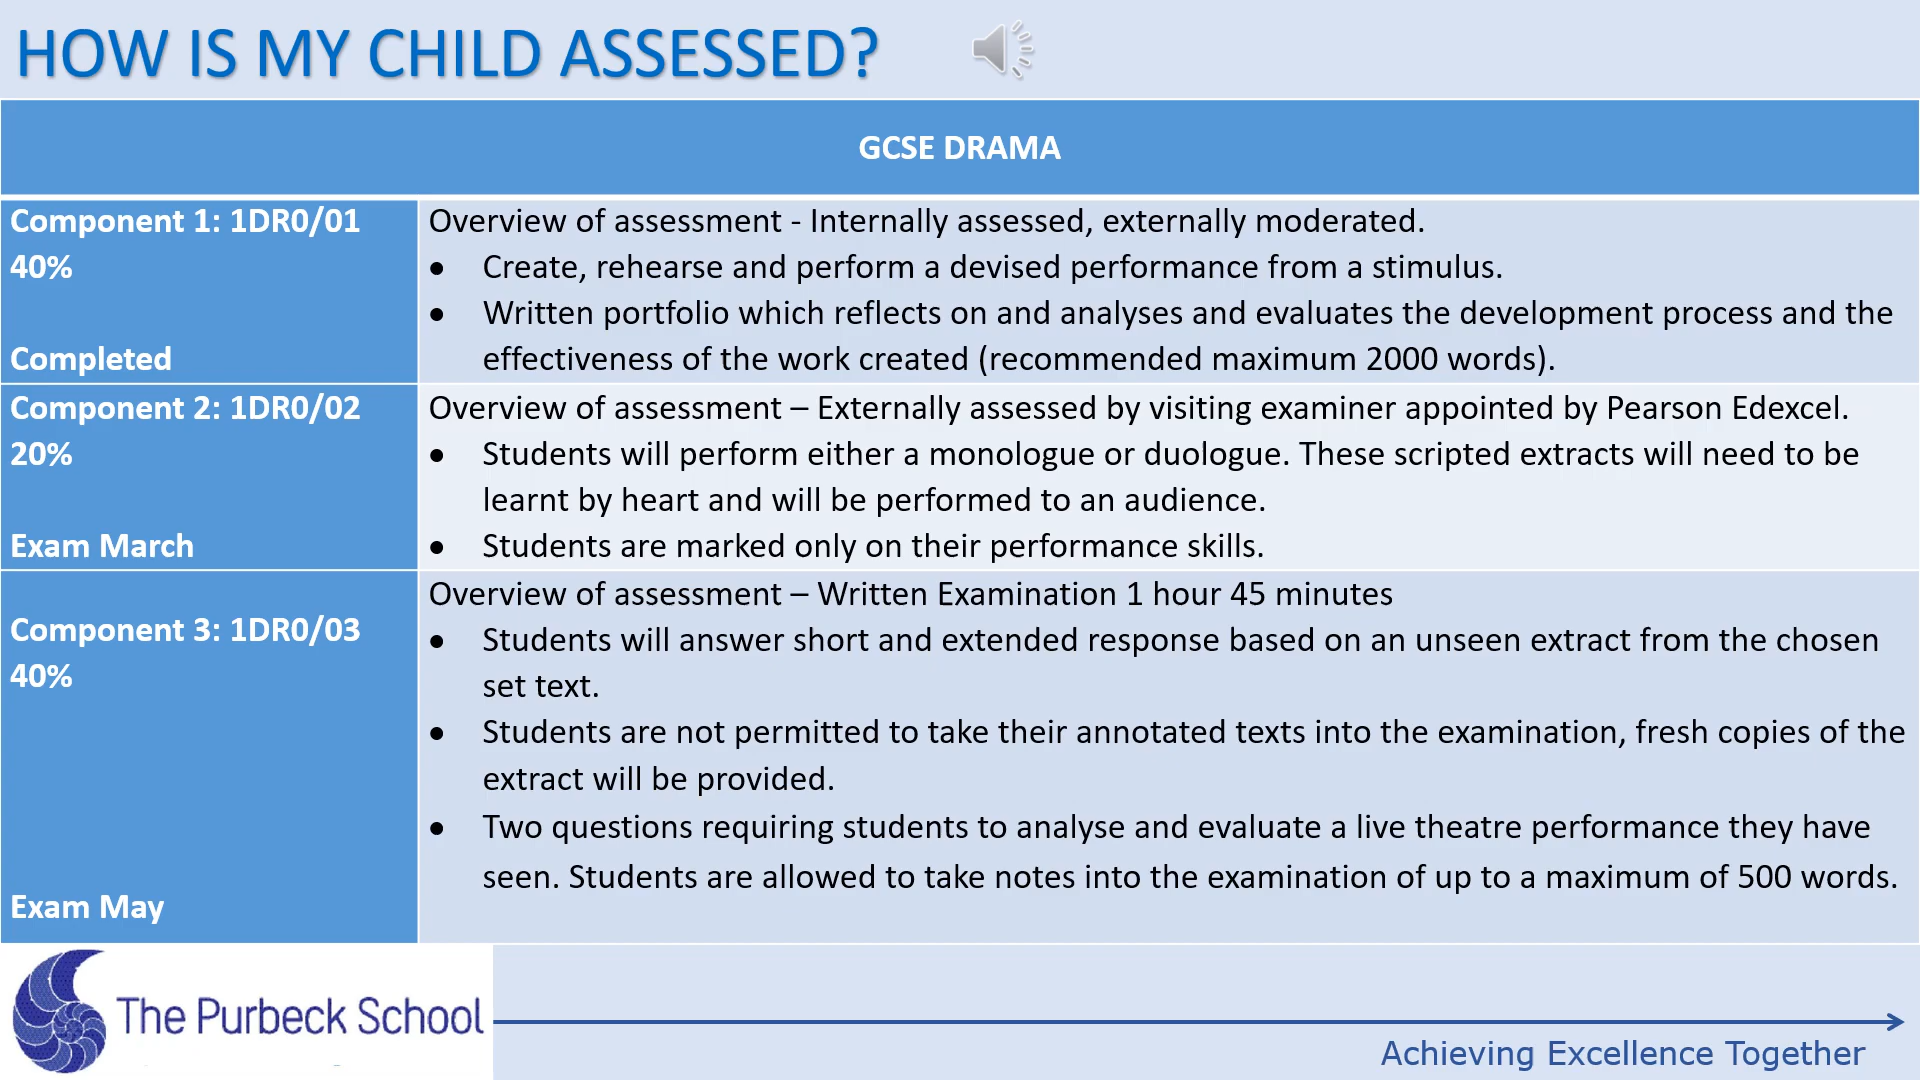 HOW IS MY CHILD ASSESSED?
GCSE DRAMA
Component 1: 1DR0/01
40%
Completed
Overview of assessment - Internally assessed, externally moderated.
• Create, rehearse and perform a devised performance from a stimulus.
• Written portfolio which reflects on and analyses and evaluates the development process and the
effectiveness of the work created (recommended maximum 2000 words).
Component 2: 1DR0/02
20%
Exam March
Overview of assessment – Externally assessed by visiting examiner appointed by Pearson Edexcel.
• Students will perform either a monologue or duologue. These scripted extracts will need to be
learnt by heart and will be performed to an audience.
• Students are marked only on their performance skills.
Component 3: 1DR0/03
40%
Exam May
Overview of assessment – Written Examination 1 hour 45 minutes
• Students will answer short and extended response based on an unseen extract from the chosen
set text.
• Students are not permitted to take their annotated texts into the examination, fresh copies of the
extract will be provided.
• Two questions requiring students to analyse and evaluate a live theatre performance they have
seen. Students are allowed to take notes into the examination of up to a maximum of 500 words.
The Purbeck School
Achieving Excellence Together